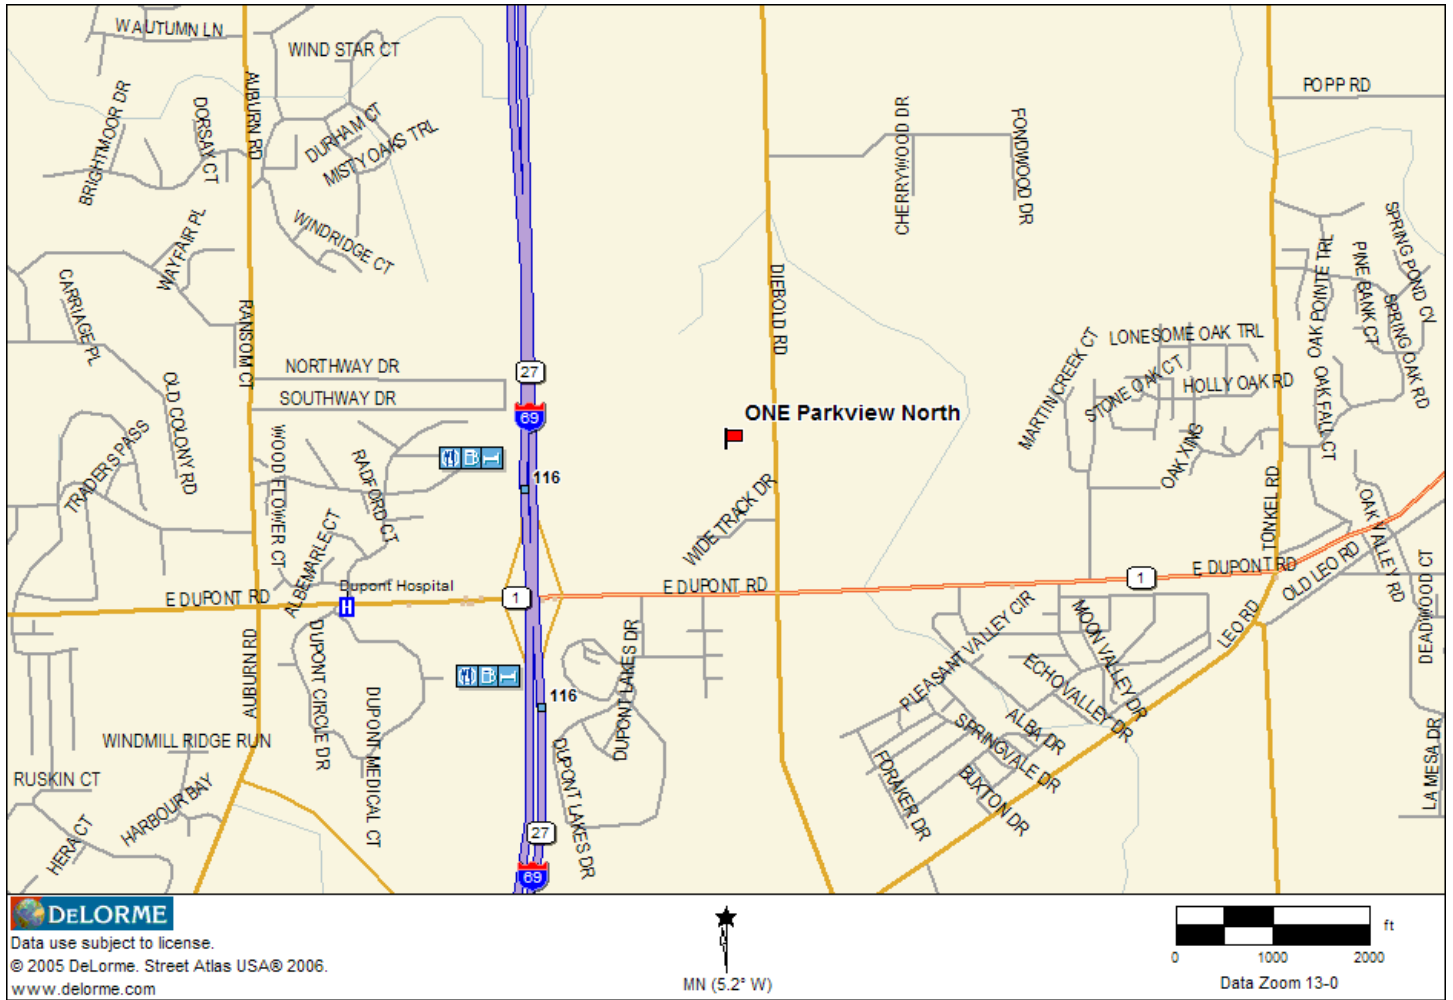 W AUTUMN LN
WIND STAR CT
AUBURN RD
BRIGHTMOOR DR
DORSAY CT
DURHAM CT
MISTY OAKS TRL
POPP RD
CHERRYWOOD DR
FONDWOOD DR
WAYFAIR PL
WINDRIDGE CT
SPRING POND CV
PINE BANK CT
OAK POINTE TRL
SPRING OAK RD
CARRIAGE PL
RANSOM CT
DIEBOLD RD
NORTHWAY DR
SOUTHWAY DR
27
69
LONESOME OAK TRL
MARTIN CREEK CT
STONE OAK CT
HOLLY OAK RD
OAK FALL CT
OLD COLONY RD
ONE Parkview North
TRADERS PASS
WOODFLOWER CT
RADFORD CT
116
OAK XING
WIDE TRACK DR
TONKEL RD
OAK VALLEY RD
ALBEMARLE CT
Dupont Hospital
H
E DUPONT RD
1
E DUPONT RD
1
E DUPONT RD
OLD LEO RD
DEADWOOD CT
AUBURN RD
DUPONT CIRCLE DR
DUPONT MEDICAL CT
DUPONT LAKES DR
PLEASANT VALLEY CIR
MOON VALLEY DR
ECHO VALLEY DR
LEO RD
116
ALBA DR
SPRINGVALE DR
BUXTON DR
FORAKER DR
LA MESA DR
WINDMILL RIDGE RUN
RUSKIN CT
HARBOUR BAY
HERA CT
DUPONT LAKES DR
27
69
DELORME
Data use subject to license.
© 2005 DeLorme. Street Atlas USA® 2006.
www.delorme.com
MN (5.2° W)
ft
0 1000 2000
Data Zoom 13-0